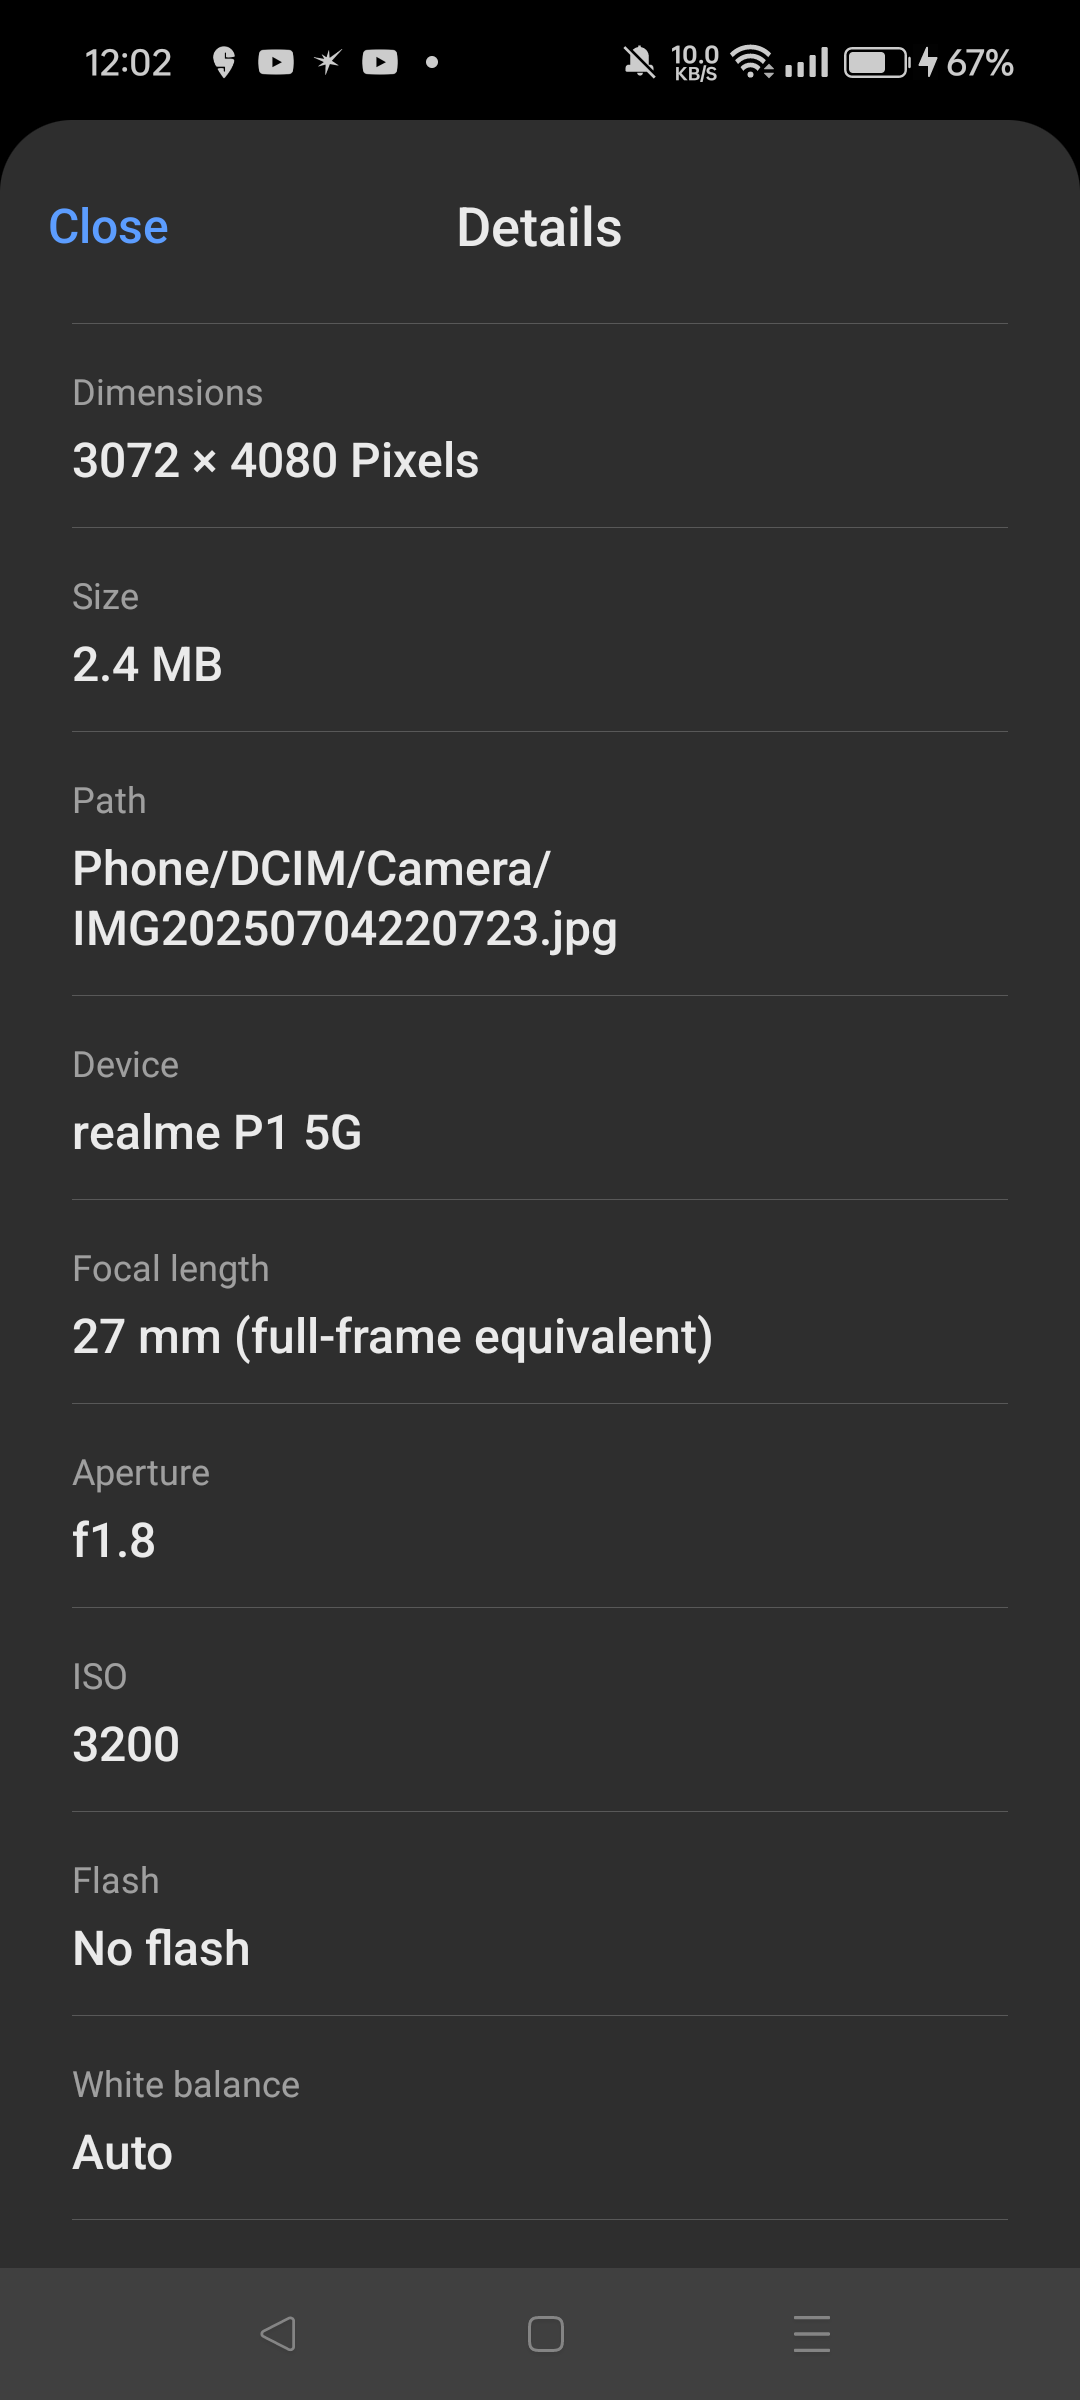 12:02
10.0
KB/S
67%
Close
Details
Dimensions
3072 × 4080 Pixels
Size
2.4 MB
Path
Phone/DCIM/Camera/
IMG20250704220723.jpg
Device
realme P1 5G
Focal length
27 mm (full-frame equivalent)
Aperture
f1.8
ISO
3200
Flash
No flash
White balance
Auto